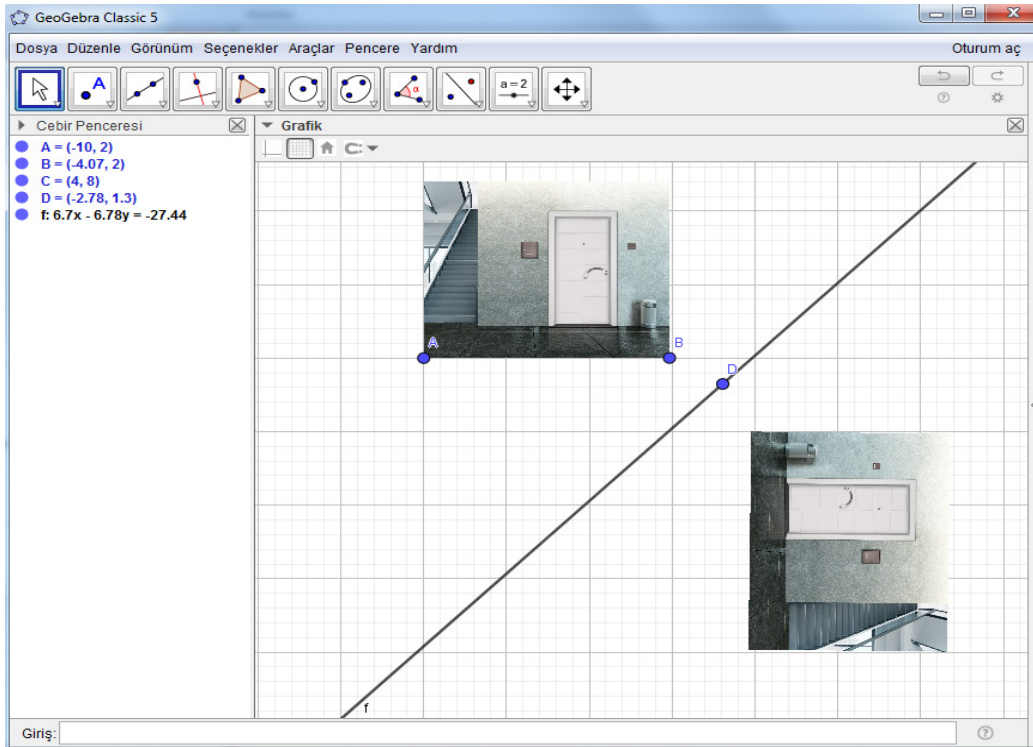 GeoGebra Classic 5
Dosya Düzenle Görünüm Seçenekler Araçlar Pencere Yardım Oturum aç
A α a = 2
Cebir Penceresi
Grafik
A = (-10, 2)
B = (-4.07, 2)
C = (4, 8)
D = (-2.78, 1.3)
f: 6.7x - 6.78y = -27.44
A
B
D
f
Giriş: